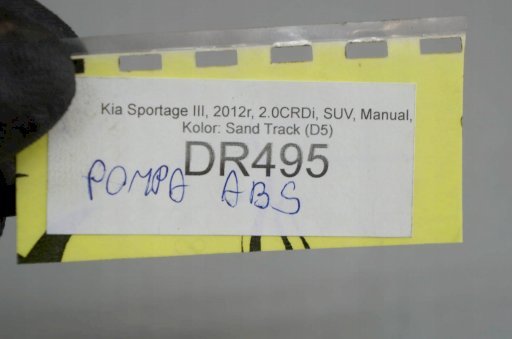 Kia Sportage III, 2012r, 2.0CRDi, SUV, Manual,
Kolor: Sand Track (D5)
DR495
POMPA ABS